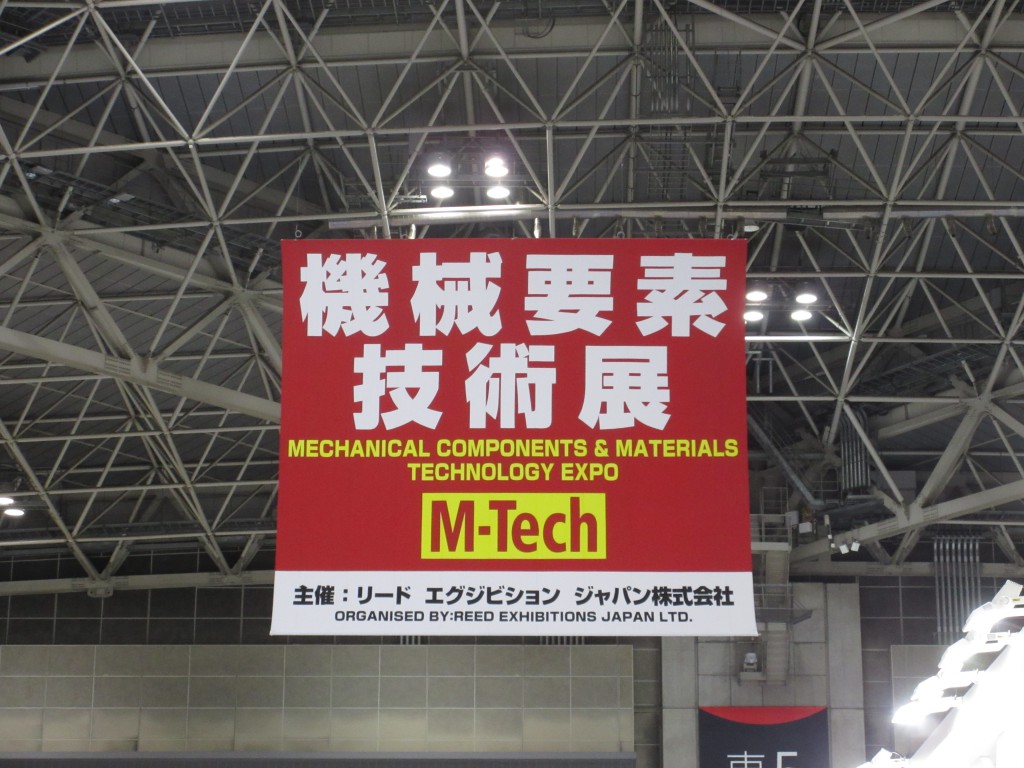 機械要素
技術展
MECHANICAL COMPONENTS & MATERIALS
TECHNOLOGY EXPO
M-Tech
主催：リード エグジビション ジャパン株式会社
ORGANISED BY:REED EXHIBITIONS JAPAN LTD.
東5